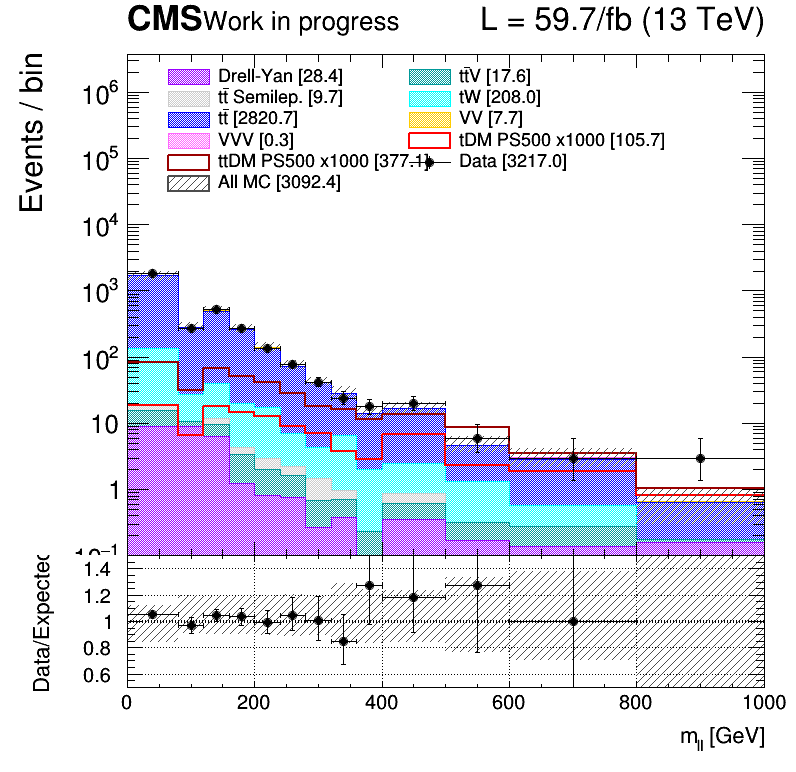 CMS Work in progress L = 59.7/fb (13 TeV)
Events / bin
Drell-Yan [28.4] tt̄V [17.6]
tt̄ Semilep. [9.7] tW [208.0]
tt̄ [2820.7] VV [7.7]
VVV [0.3] tDM PS500 x1000 [105.7]
ttDM PS500 x1000 [377.1] Data [3217.0]
All MC [3092.4]
10⁶
10⁵
10⁴
10³
10²
10
1
10⁻¹
Data/Expected
1.4
1.2
1
0.8
0.6
0 200 400 600 800 1000
m_ll [GeV]